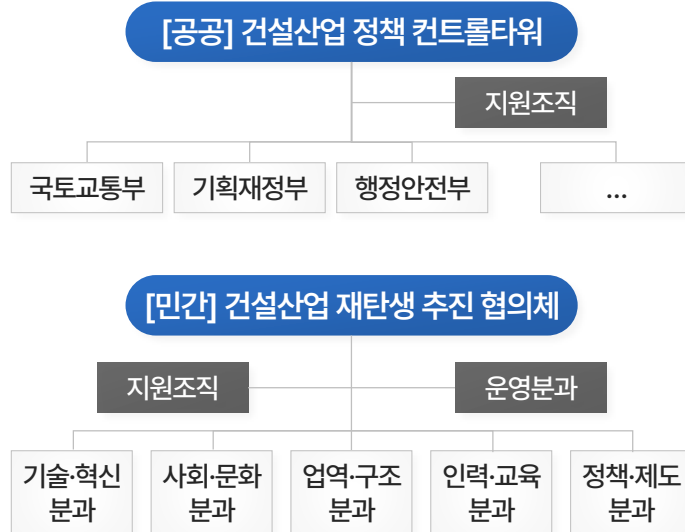 [공공] 건설산업 정책 컨트롤타워
지원조직
국토교통부 기획재정부 행정안전부 ...
[민간] 건설산업 재탄생 추진 협의체
지원조직 운영분과
기술·혁신 사회·문화 업역·구조 인력·교육 정책·제도
분과 분과 분과 분과 분과